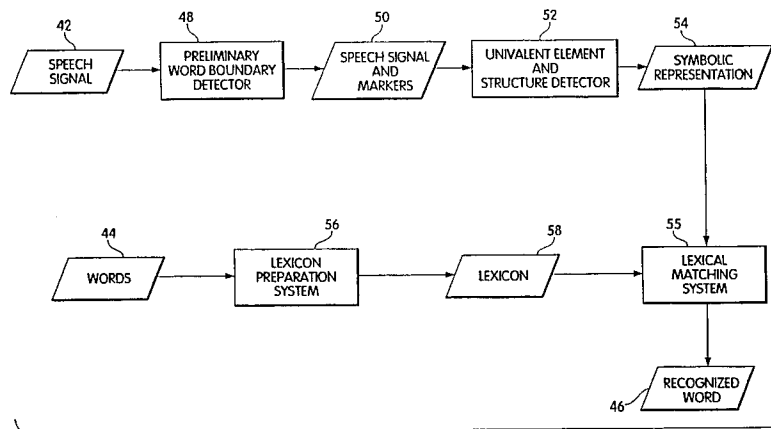 42
SPEECH
SIGNAL
48
PRELIMINARY
WORD BOUNDARY
DETECTOR
50
SPEECH SIGNAL
AND
MARKERS
52
UNIVALENT ELEMENT
AND
STRUCTURE DETECTOR
54
SYMBOLIC
REPRESENTATION
44
WORDS
56
LEXICON
PREPARATION
SYSTEM
58
LEXICON
55
LEXICAL
MATCHING
SYSTEM
46
RECOGNIZED
WORD